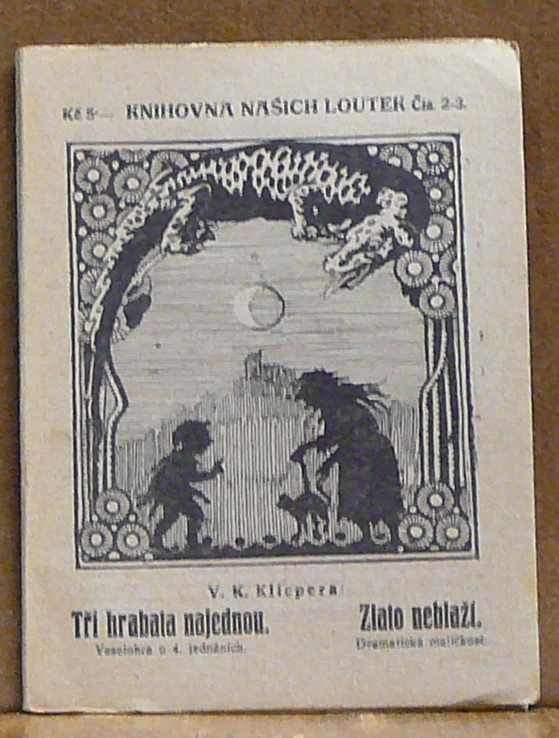 Kč 5·— KNIHOVNA NAŠICH LOUTEK Čís. 2-3.
V. K. Klicpera:
Tři hrabata najednou.
Veselohra o 4. jednáních.
Zlato neblaží.
Dramatická maličkost.